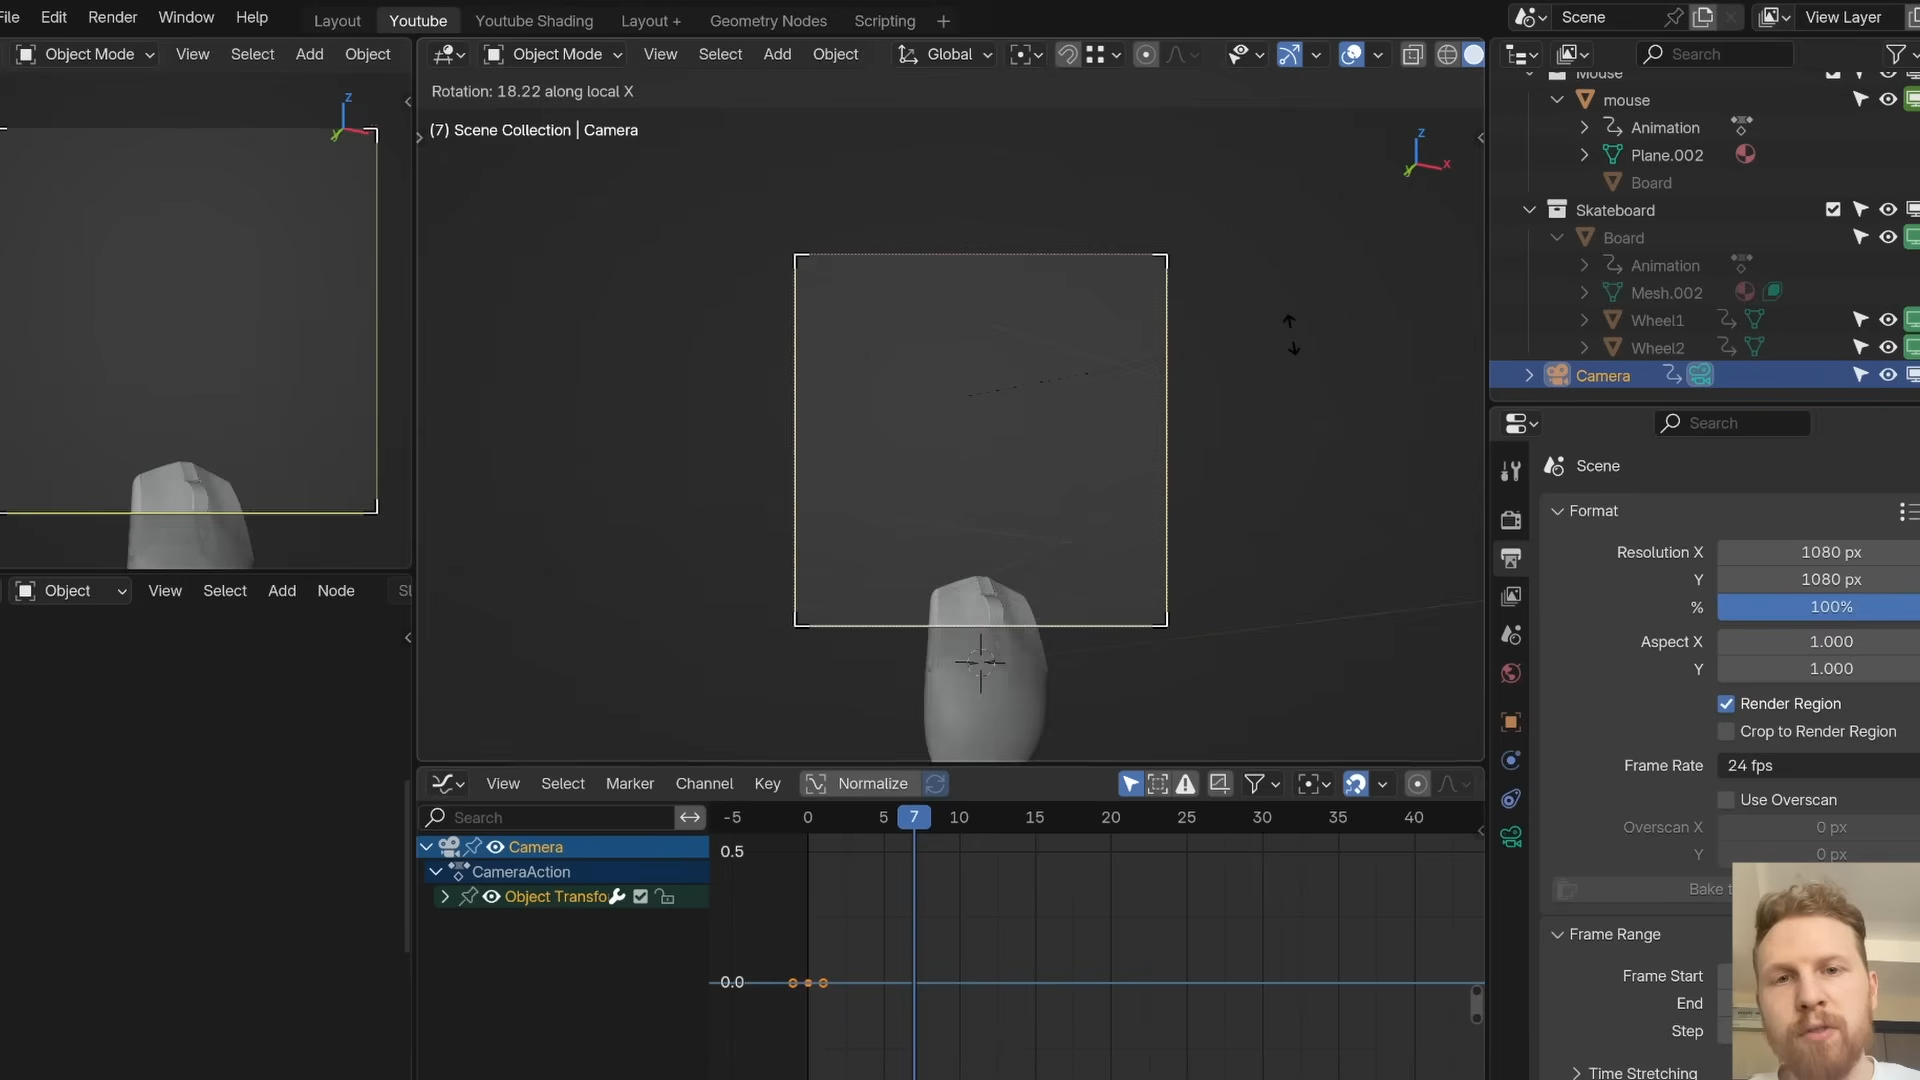 File Edit Render Window Help
Layout Youtube Youtube Shading Layout + Geometry Nodes Scripting
Scene View Layer
Object Mode View Select Add Object
Object Mode View Select Add Object Global
Search
Rotation: 18.22 along local X
(7) Scene Collection | Camera
Z
Y
Z
X
Y
Mouse
mouse
Animation
Plane.002
Board
Skateboard
Board
Animation
Mesh.002
Wheel1
Wheel2
Camera
Search
Scene
Format
Resolution X 1080 px
Y 1080 px
% 100%
Aspect X 1.000
Y 1.000
Render Region
Crop to Render Region
Frame Rate 24 fps
Use Overscan
Overscan X 0 px
Y 0 px
Bake
Frame Range
Frame Start
End
Step
Time Stretching
Object View Select Add Node
View Select Marker Channel Key Normalize
Search
-5 0 5 7 10 15 20 25 30 35 40
Camera
CameraAction
Object Transfo
0.5
0.0